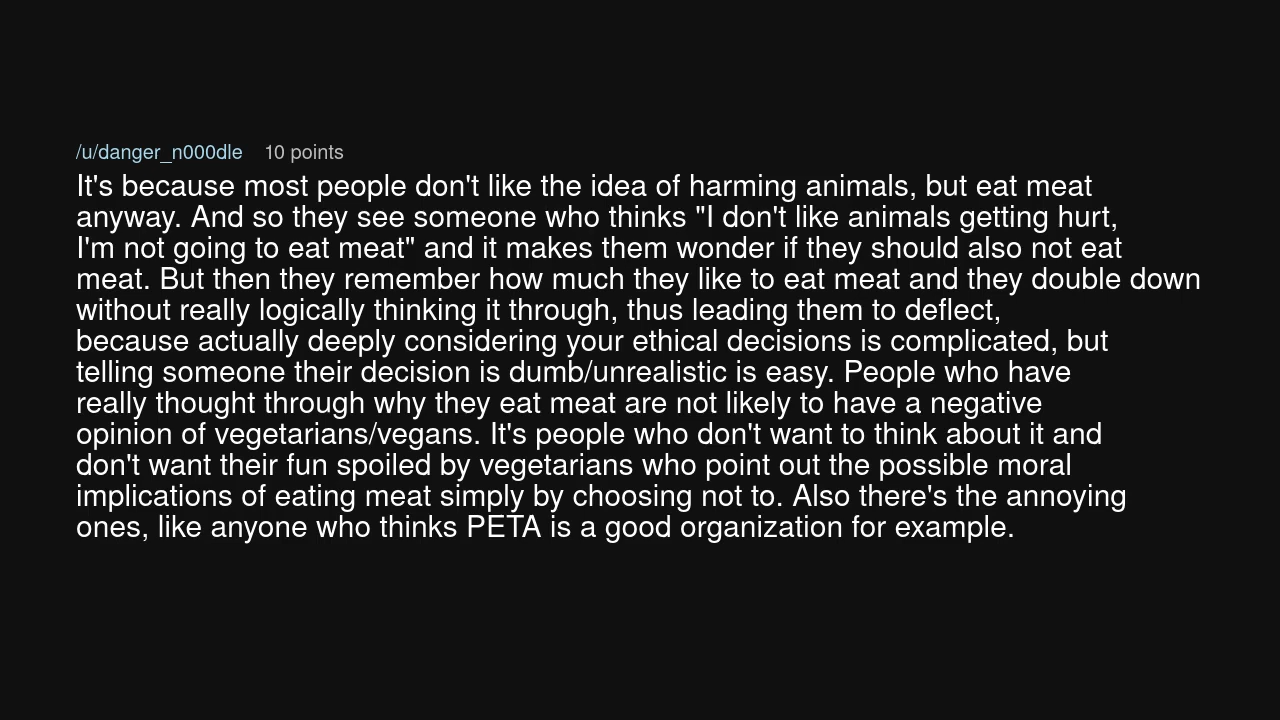 /u/danger_n000dle 10 points
It's because most people don't like the idea of harming animals, but eat meat
anyway. And so they see someone who thinks "I don't like animals getting hurt,
I'm not going to eat meat" and it makes them wonder if they should also not eat
meat. But then they remember how much they like to eat meat and they double down
without really logically thinking it through, thus leading them to deflect,
because actually deeply considering your ethical decisions is complicated, but
telling someone their decision is dumb/unrealistic is easy. People who have
really thought through why they eat meat are not likely to have a negative
opinion of vegetarians/vegans. It's people who don't want to think about it and
don't want their fun spoiled by vegetarians who point out the possible moral
implications of eating meat simply by choosing not to. Also there's the annoying
ones, like anyone who thinks PETA is a good organization for example.